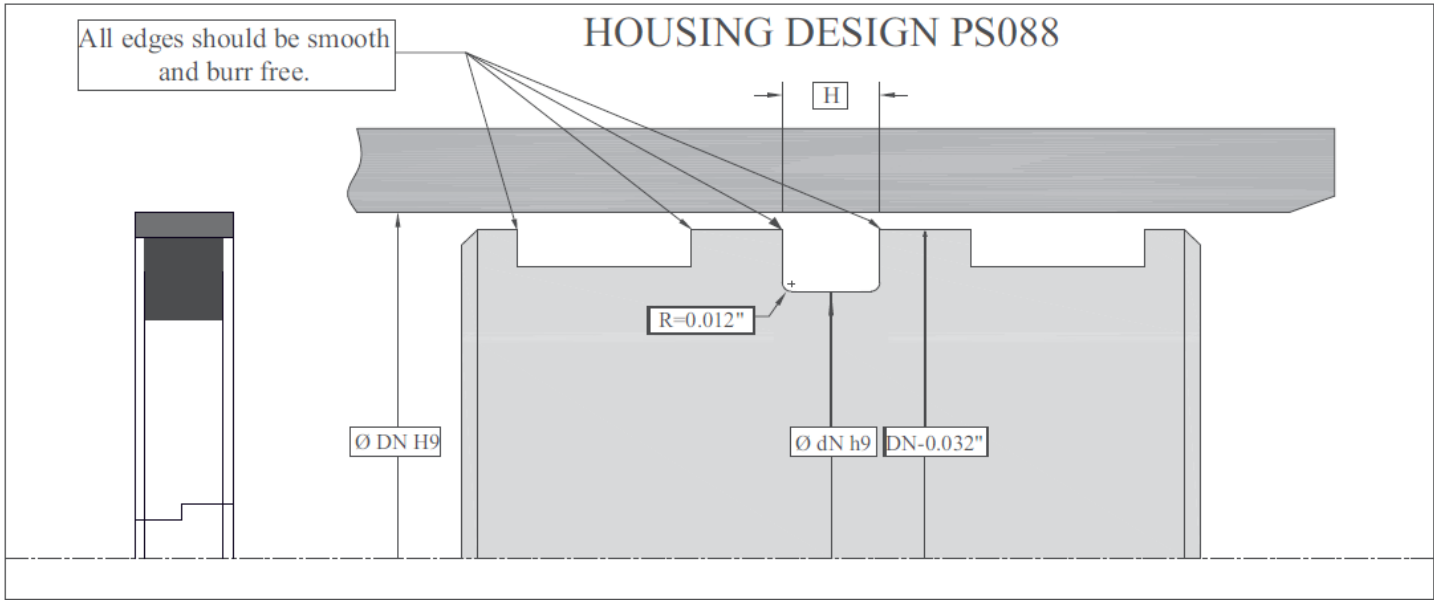 HOUSING DESIGN PS088
All edges should be smooth
and burr free.
H
R=0.012"
Ø DN H9
Ø dN h9
DN-0.032"